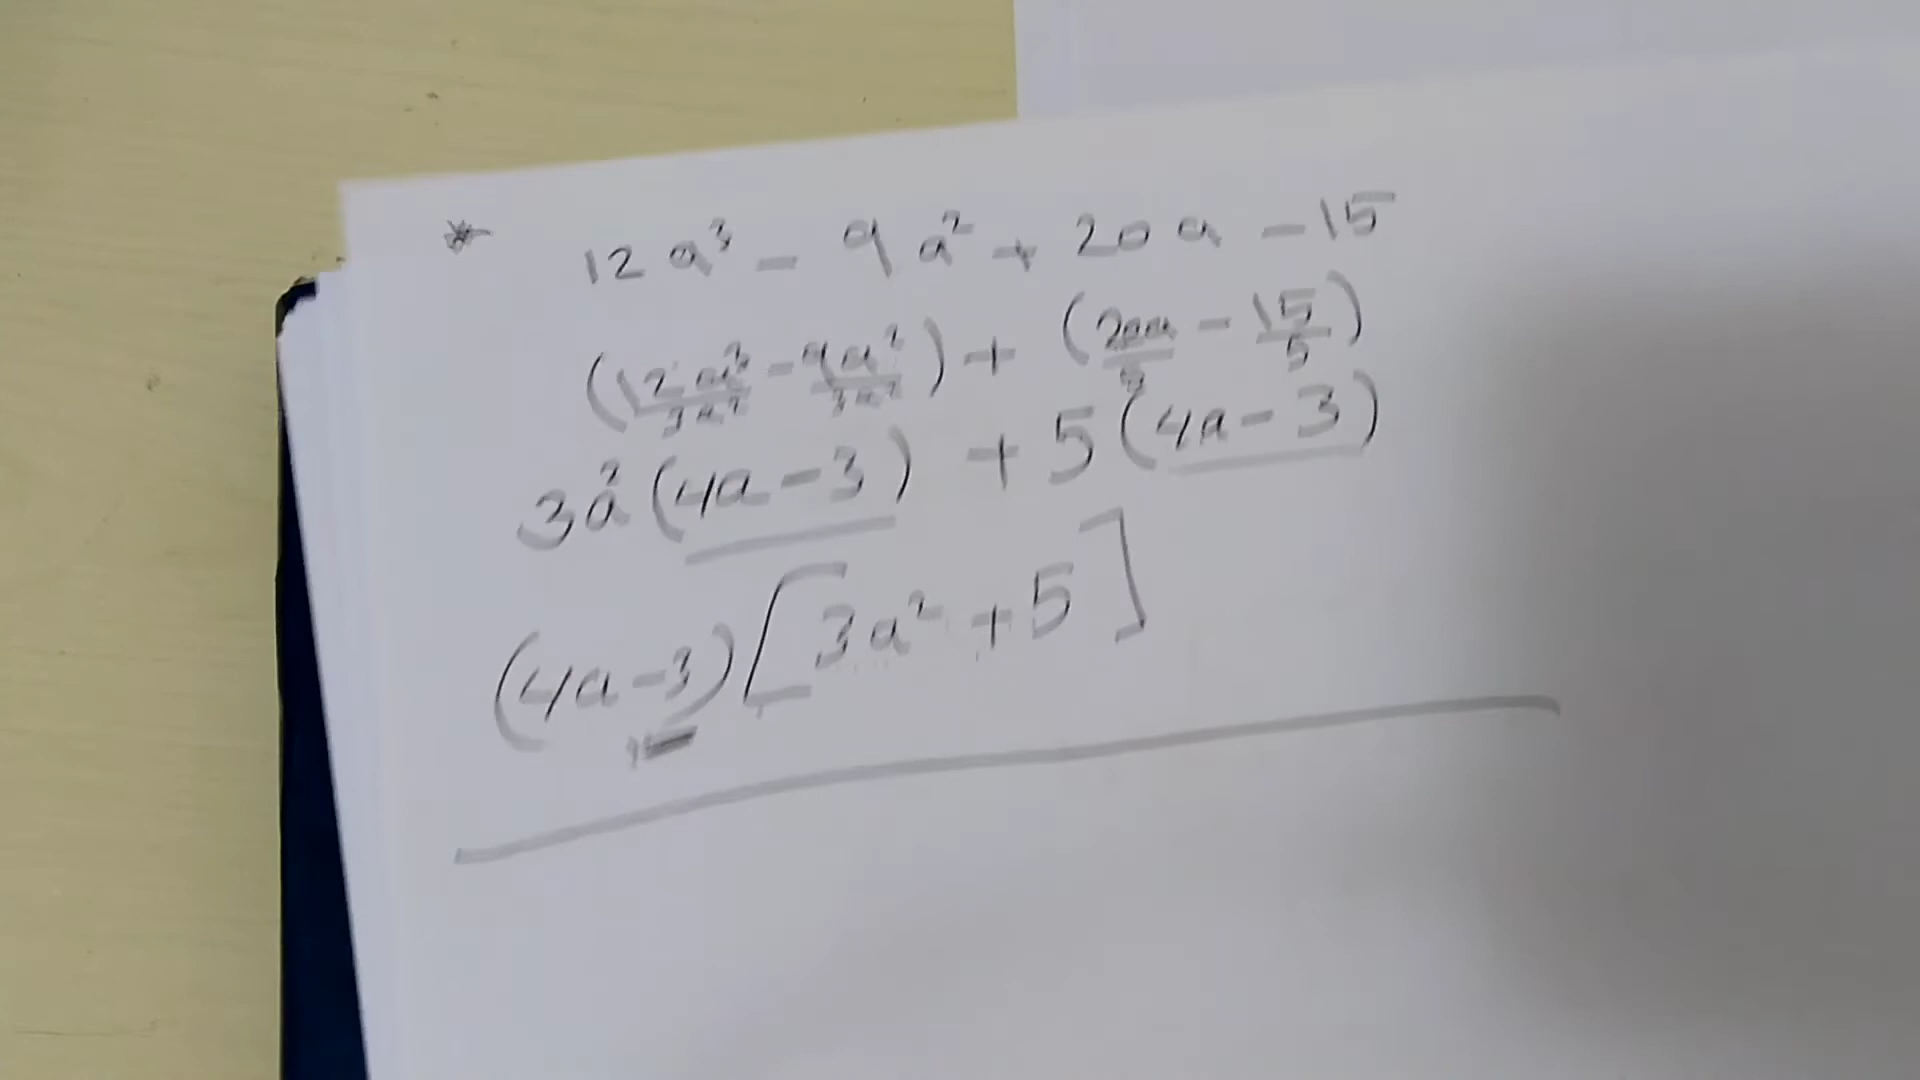 * 12a³ - 9a² + 20a - 15
(12a³/3a² - 9a²/3a²) + (20a/5 - 15/5)
3a²(4a-3) + 5(4a-3)
(4a-3)[3a²+5]